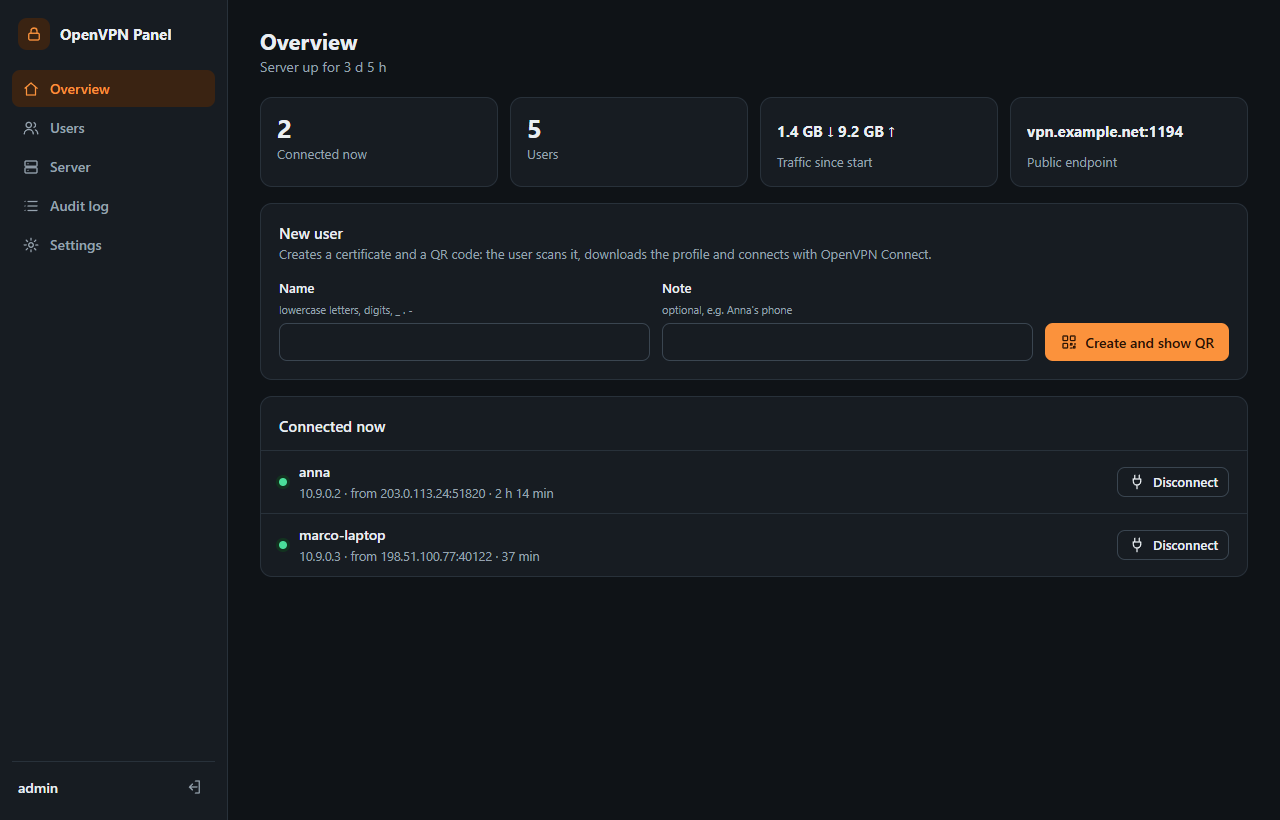 OpenVPN Panel
Overview
Users
Server
Audit log
Settings
admin
Overview
Server up for 3 d 5 h
2
Connected now
5
Users
1.4 GB ↓ 9.2 GB ↑
Traffic since start
vpn.example.net:1194
Public endpoint
New user
Creates a certificate and a QR code: the user scans it, downloads the profile and connects with OpenVPN Connect.
Name
lowercase letters, digits, _ . -
Note
optional, e.g. Anna's phone
Create and show QR
Connected now
anna
10.9.0.2 · from 203.0.113.24:51820 · 2 h 14 min
Disconnect
marco-laptop
10.9.0.3 · from 198.51.100.77:40122 · 37 min
Disconnect